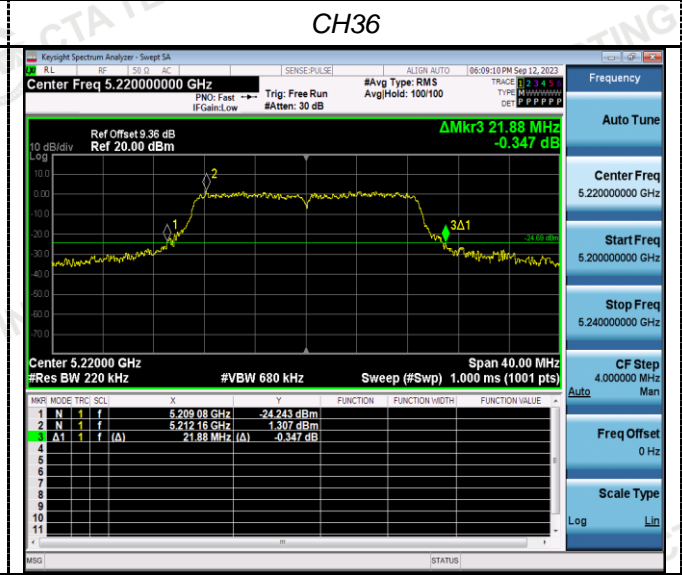 CH36
Keysight Spectrum Analyzer - Swept SA
RL RF 50 Ω AC SENSE:PULSE ALIGN AUTO 06:09:10 PM Sep 12, 2023
Center Freq 5.220000000 GHz
PNO: Fast
IFGain:Low
Trig: Free Run
#Atten: 30 dB
#Avg Type: RMS
Avg|Hold: 100/100
TRACE 1 2 3 4 5 6
TYPE M W W W W W
DET P P P P P P
Ref Offset 9.36 dB
10 dB/div Ref 20.00 dBm
Log
ΔMkr3 21.88 MHz
-0.347 dB
10.0
0.00
-10.0
-20.0
-30.0
-40.0
-50.0
-60.0
-70.0
1
2
3Δ1
-24.69 dBm
Center 5.22000 GHz Span 40.00 MHz
#Res BW 220 kHz #VBW 680 kHz Sweep (#Swp) 1.000 ms (1001 pts)
MKR MODE TRC SCL X Y FUNCTION FUNCTION WIDTH FUNCTION VALUE
1 N 1 f 5.209 08 GHz -24.243 dBm
2 N 1 f 5.212 16 GHz 1.307 dBm
3 Δ1 1 f (Δ) 21.88 MHz (Δ) -0.347 dB
4
5
6
7
8
9
10
11
MSG STATUS
Frequency
Auto Tune
Center Freq
5.220000000 GHz
Start Freq
5.200000000 GHz
Stop Freq
5.240000000 GHz
CF Step
4.000000 MHz
Auto Man
Freq Offset
0 Hz
Scale Type
Log Lin